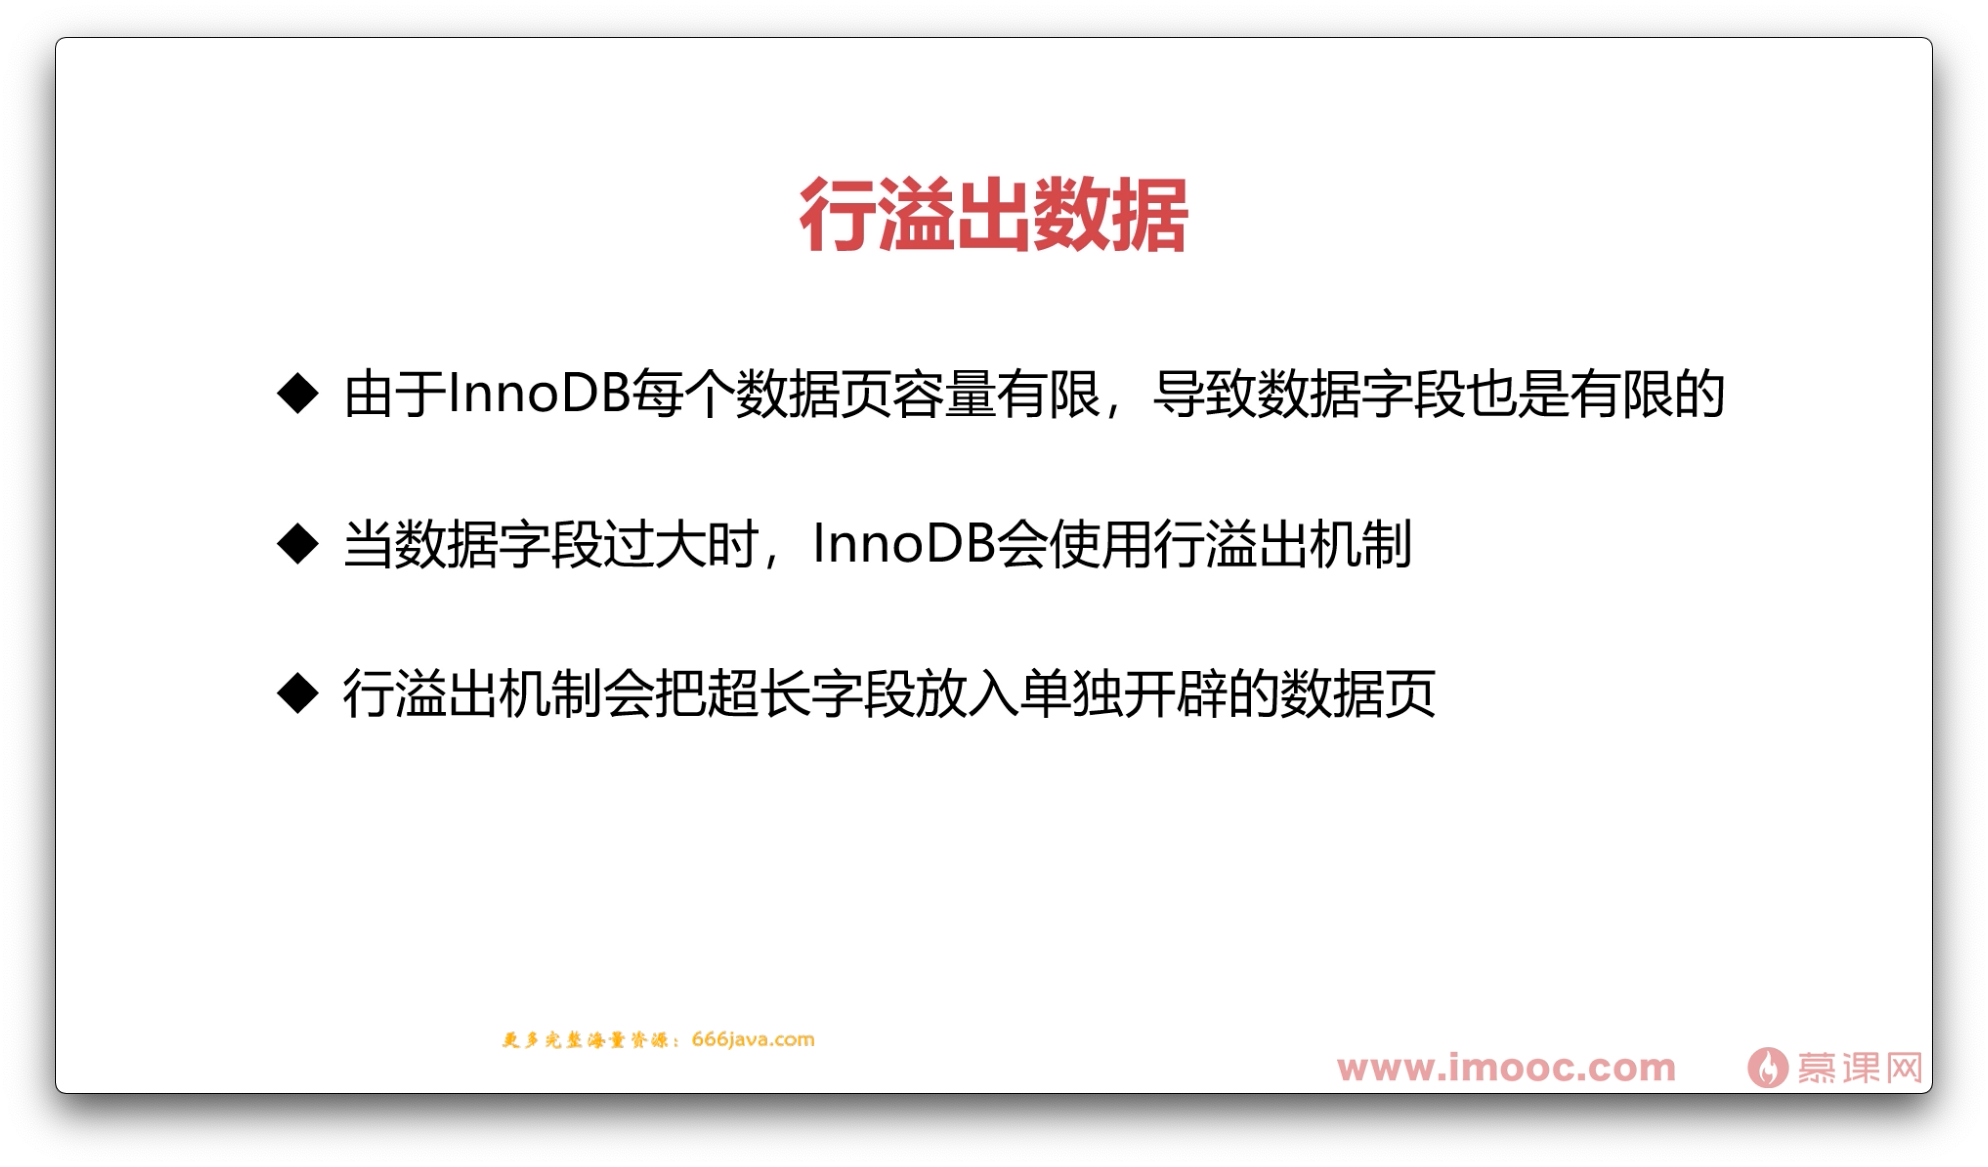 行溢出数据
◆ 由于InnoDB每个数据页容量有限，导致数据字段也是有限的
◆ 当数据字段过大时，InnoDB会使用行溢出机制
◆ 行溢出机制会把超长字段放入单独开辟的数据页
更多完整海量资源：666java.com
www.imooc.com 慕课网